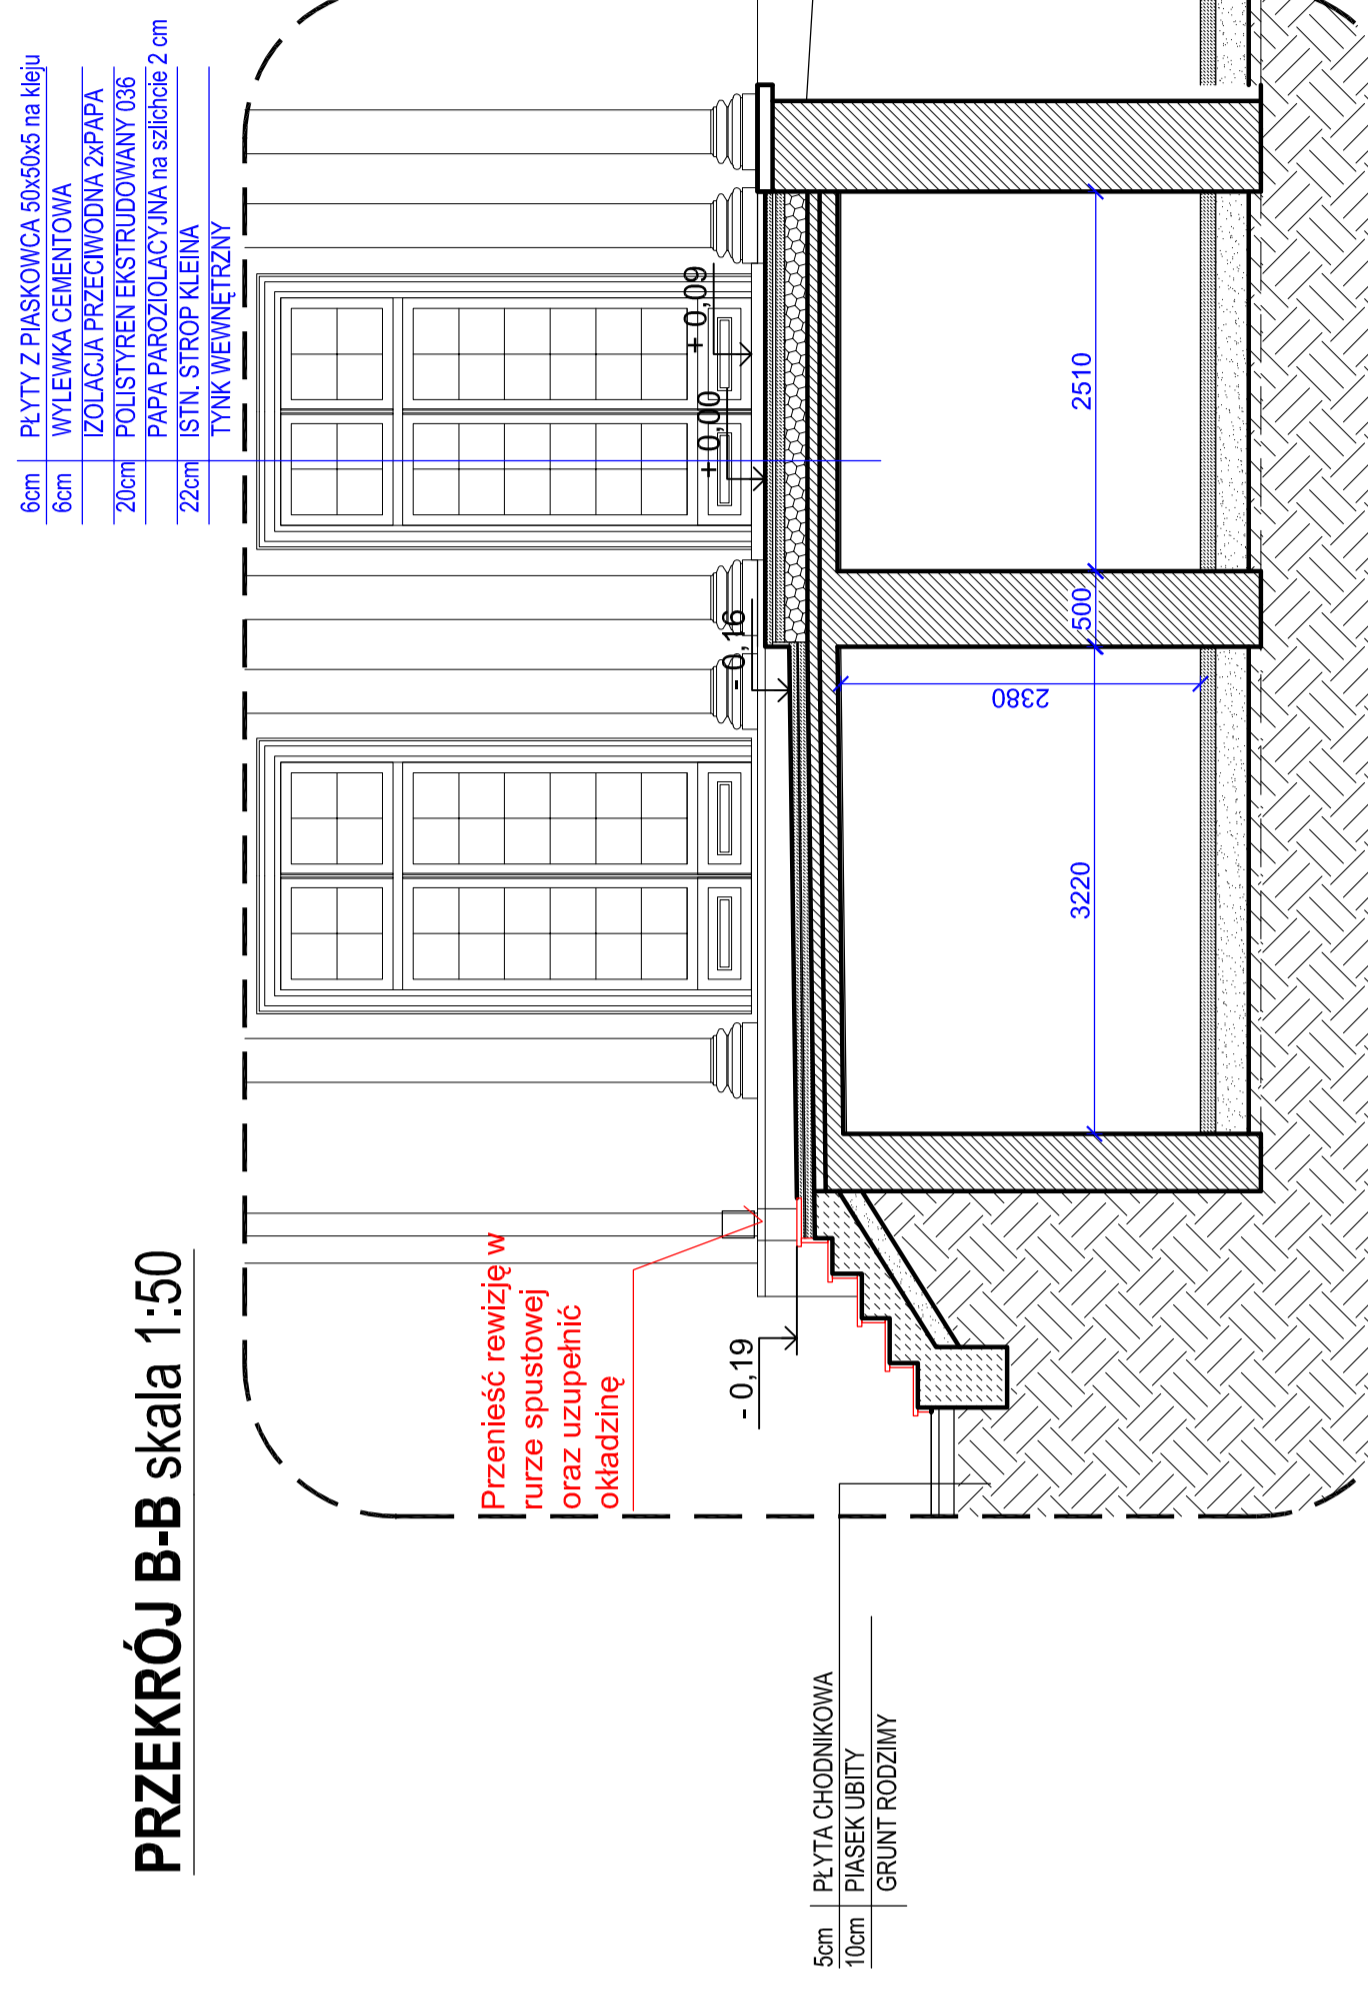 PRZEKRÓJ B-B skala 1:50
6cm PŁYTY Z PIASKOWCA 50x50x5 na kleju
6cm WYLEWKA CEMENTOWA
IZOLACJA PRZECIWODNA 2xPAPA
20cm POLISTYREN EKSTRUDOWANY 036
PAPA PAROZIOLACYJNA na szlichcie 2 cm
22cm ISTN. STROP KLEINA
TYNK WEWNĘTRZNY
Przenieść rewizję w
rurze spustowej
oraz uzupełnić
okładzinę
- 0,19
- 0,16
+ 0,00
+ 0,09
3220
500
2510
2380
5cm PŁYTA CHODNIKOWA
10cm PIASEK UBITY
GRUNT RODZIMY